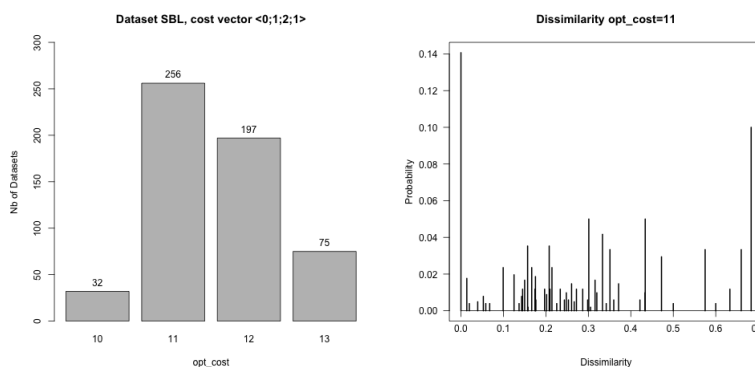 Dataset SBL, cost vector <0;1;2;1>
Nb of Datasets
300
250
200
150
100
50
0
32
256
197
75
10 11 12 13
opt_cost
Dissimilarity opt_cost=11
Probability
0.14
0.12
0.10
0.08
0.06
0.04
0.02
0.00
0.0 0.1 0.2 0.3 0.4 0.5 0.6
Dissimilarity